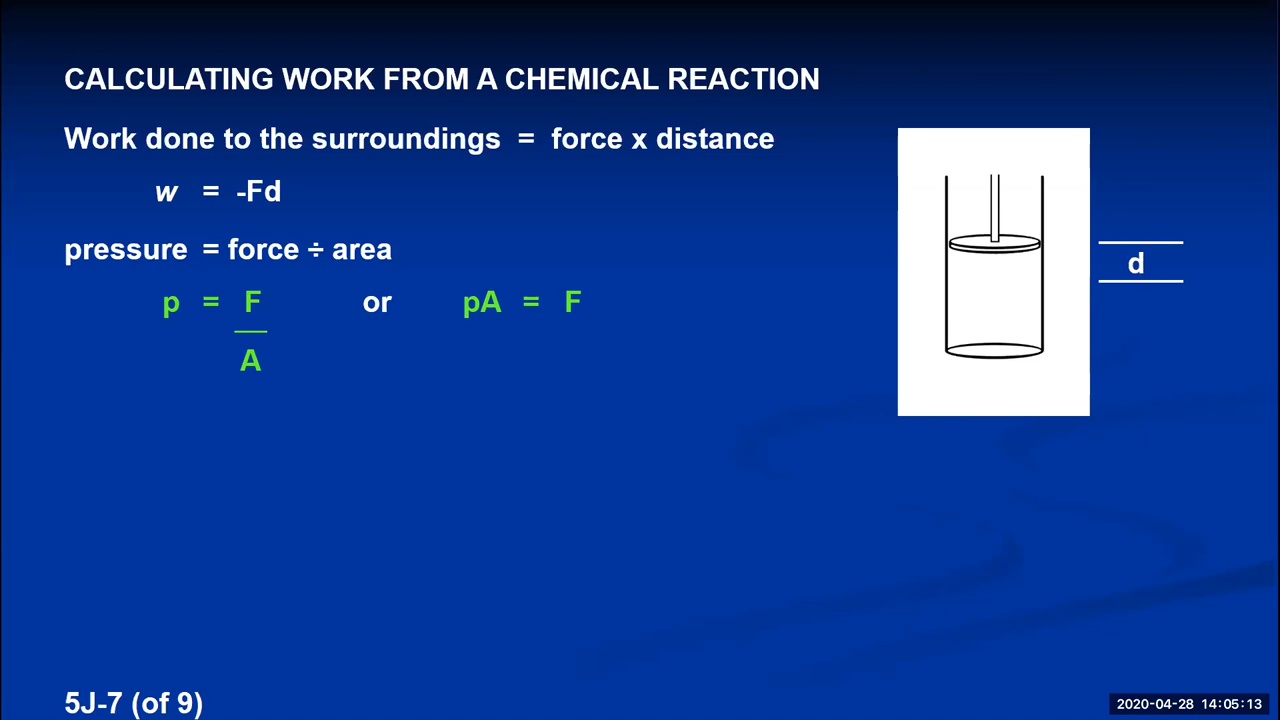 CALCULATING WORK FROM A CHEMICAL REACTION
Work done to the surroundings = force x distance
w = -Fd
pressure = force ÷ area
p = F or pA = F
A
d
5J-7 (of 9)
2020-04-28 14:05:13